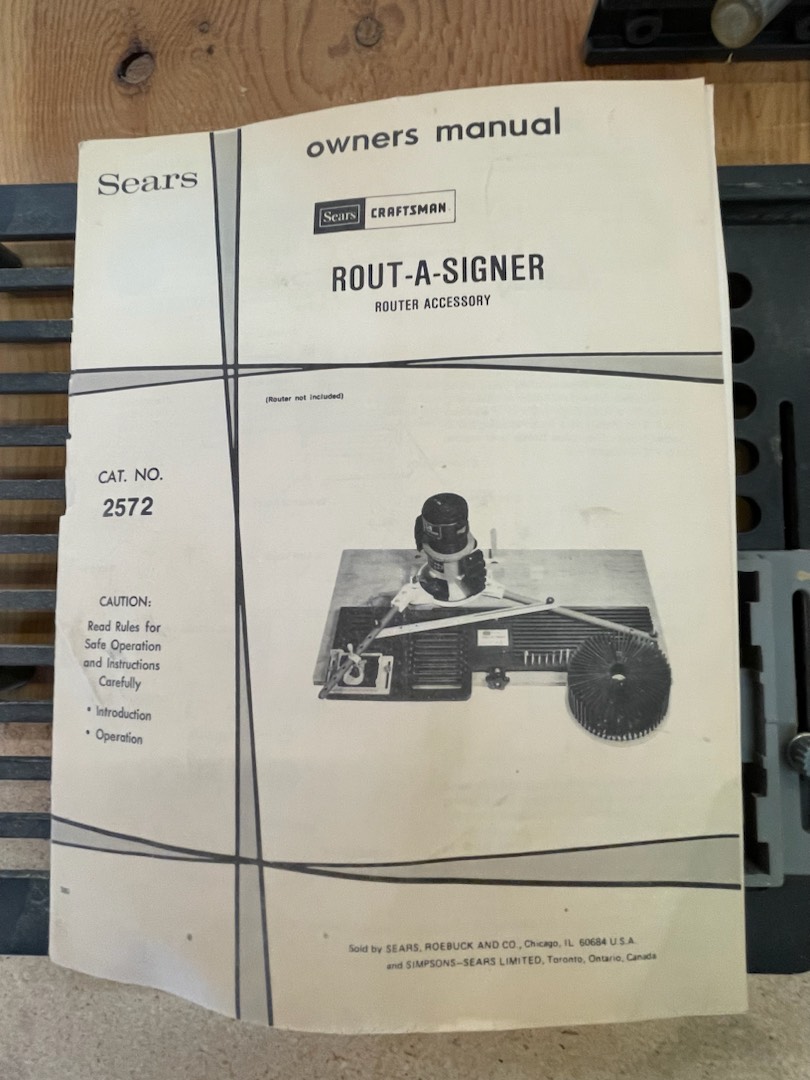 owners manual
Sears
Sears CRAFTSMAN
ROUT-A-SIGNER
ROUTER ACCESSORY
(Router not included)
CAT. NO.
2572
CAUTION:
Read Rules for
Safe Operation
and Instructions
Carefully
• Introduction
• Operation
Sold by SEARS, ROEBUCK AND CO., Chicago, IL 60684 U.S.A.
and SIMPSONS–SEARS LIMITED, Toronto, Ontario, Canada